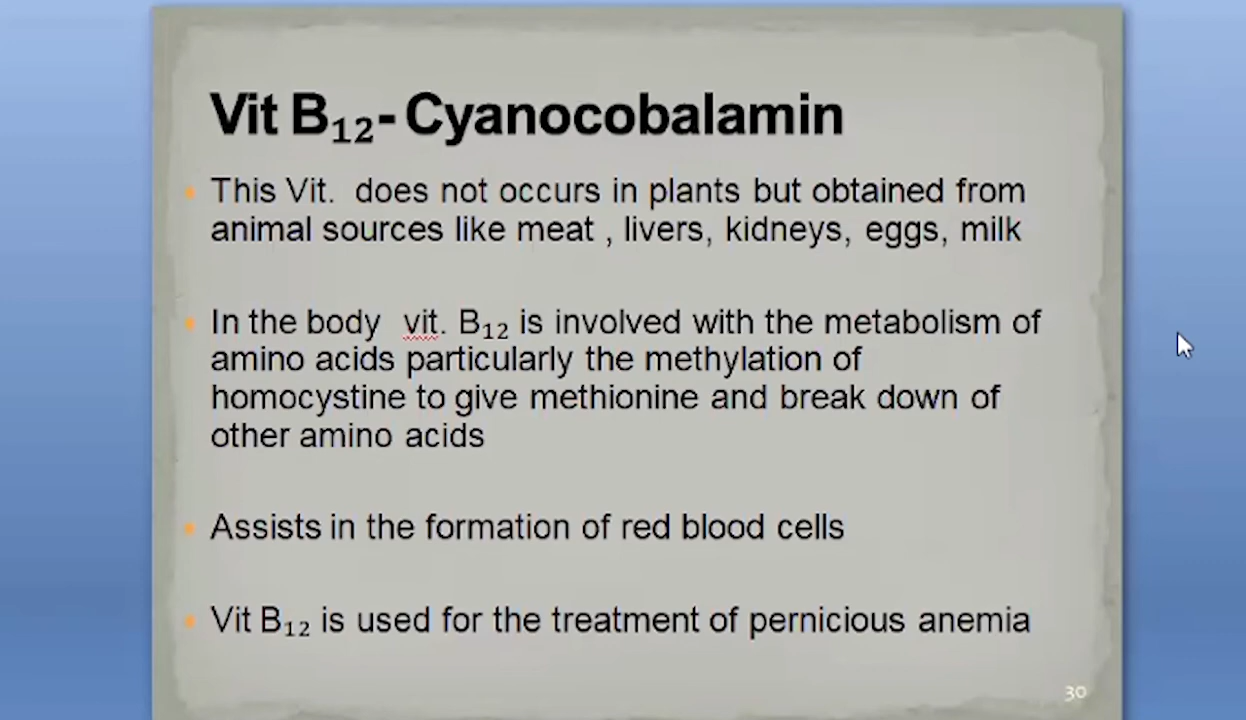 Vit B₁₂- Cyanocobalamin
This Vit. does not occurs in plants but obtained from
animal sources like meat , livers, kidneys, eggs, milk
In the body vit. B₁₂ is involved with the metabolism of
amino acids particularly the methylation of
homocystine to give methionine and break down of
other amino acids
Assists in the formation of red blood cells
Vit B₁₂ is used for the treatment of pernicious anemia
30